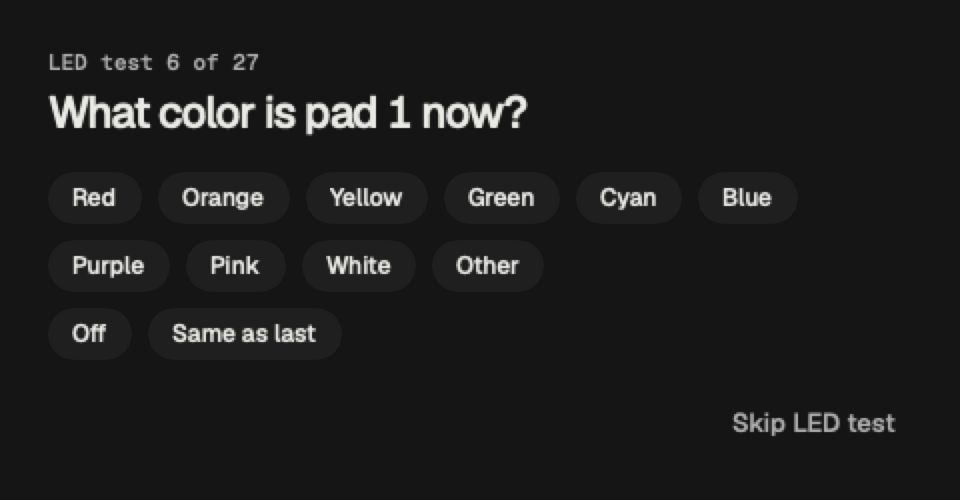 LED test 6 of 27
What color is pad 1 now?
Red Orange Yellow Green Cyan Blue
Purple Pink White Other
Off Same as last
Skip LED test